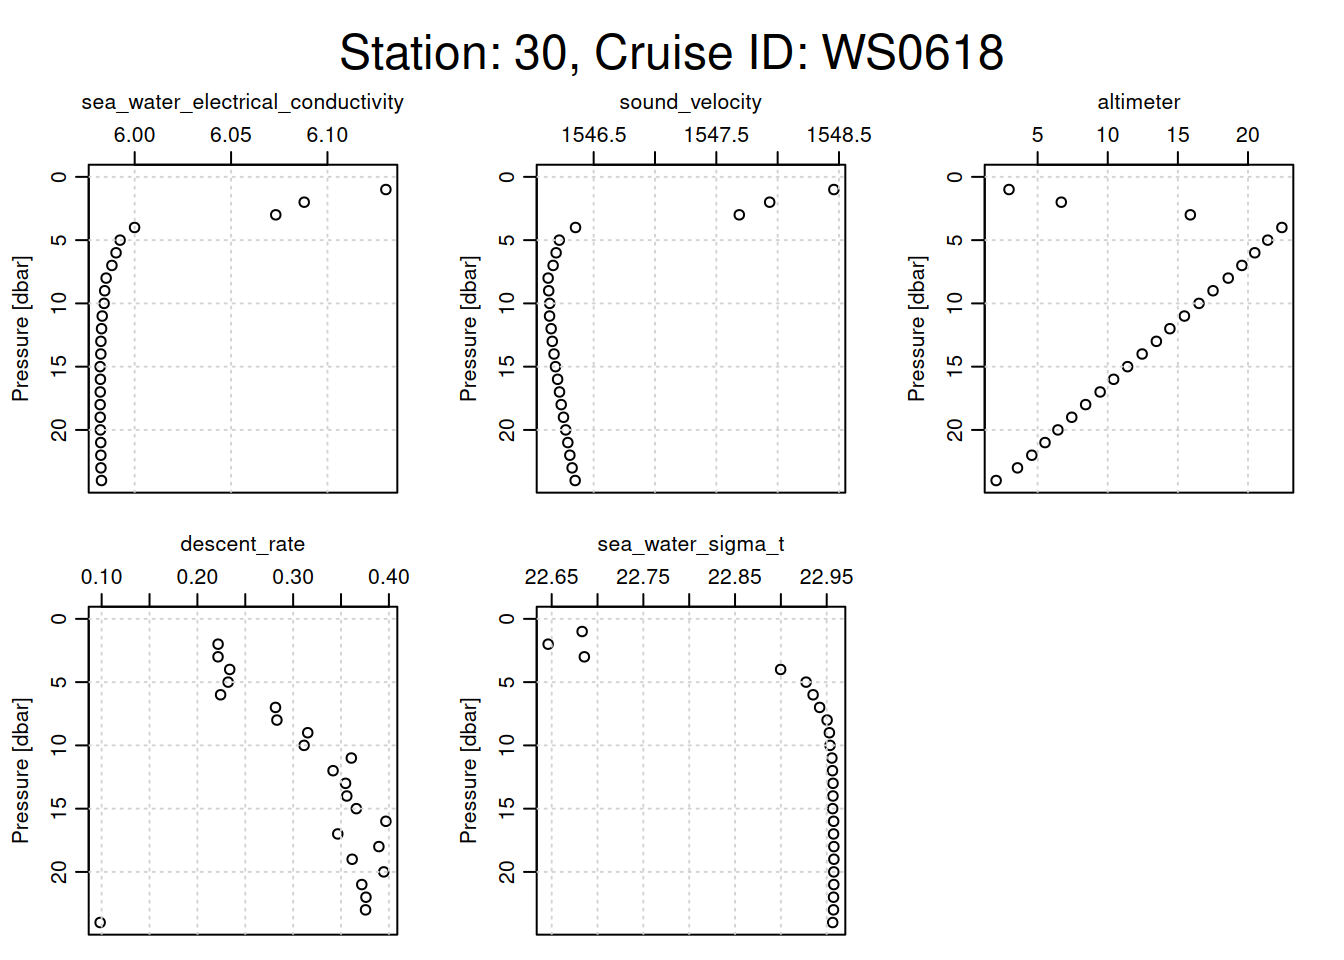 Station: 30, Cruise ID: WS0618
sea_water_electrical_conductivity
6.00 6.05 6.10
Pressure [dbar]
0 5 10 15 20
sound_velocity
1546.5 1547.5 1548.5
Pressure [dbar]
0 5 10 15 20
altimeter
5 10 15 20
Pressure [dbar]
0 5 10 15 20
descent_rate
0.10 0.20 0.30 0.40
Pressure [dbar]
0 5 10 15 20
sea_water_sigma_t
22.65 22.75 22.85 22.95
Pressure [dbar]
0 5 10 15 20